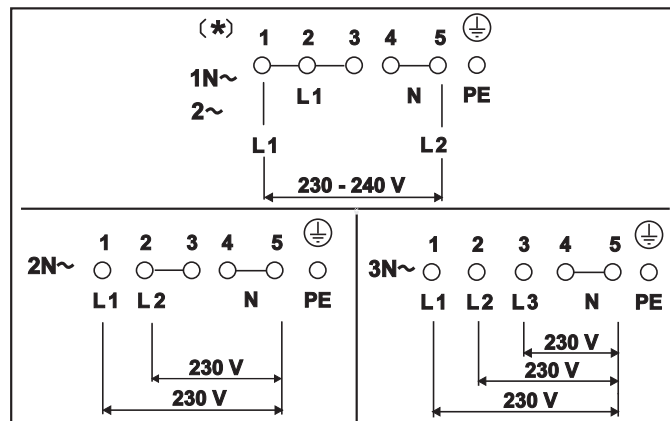 (*) 1 2 3 4 5
1N~
L1 N PE
2~
L1 L2
230 - 240 V
1 2 3 4 5
2N~
L1 L2 N PE
230 V
230 V
1 2 3 4 5
3N~
L1 L2 L3 N PE
230 V
230 V
230 V